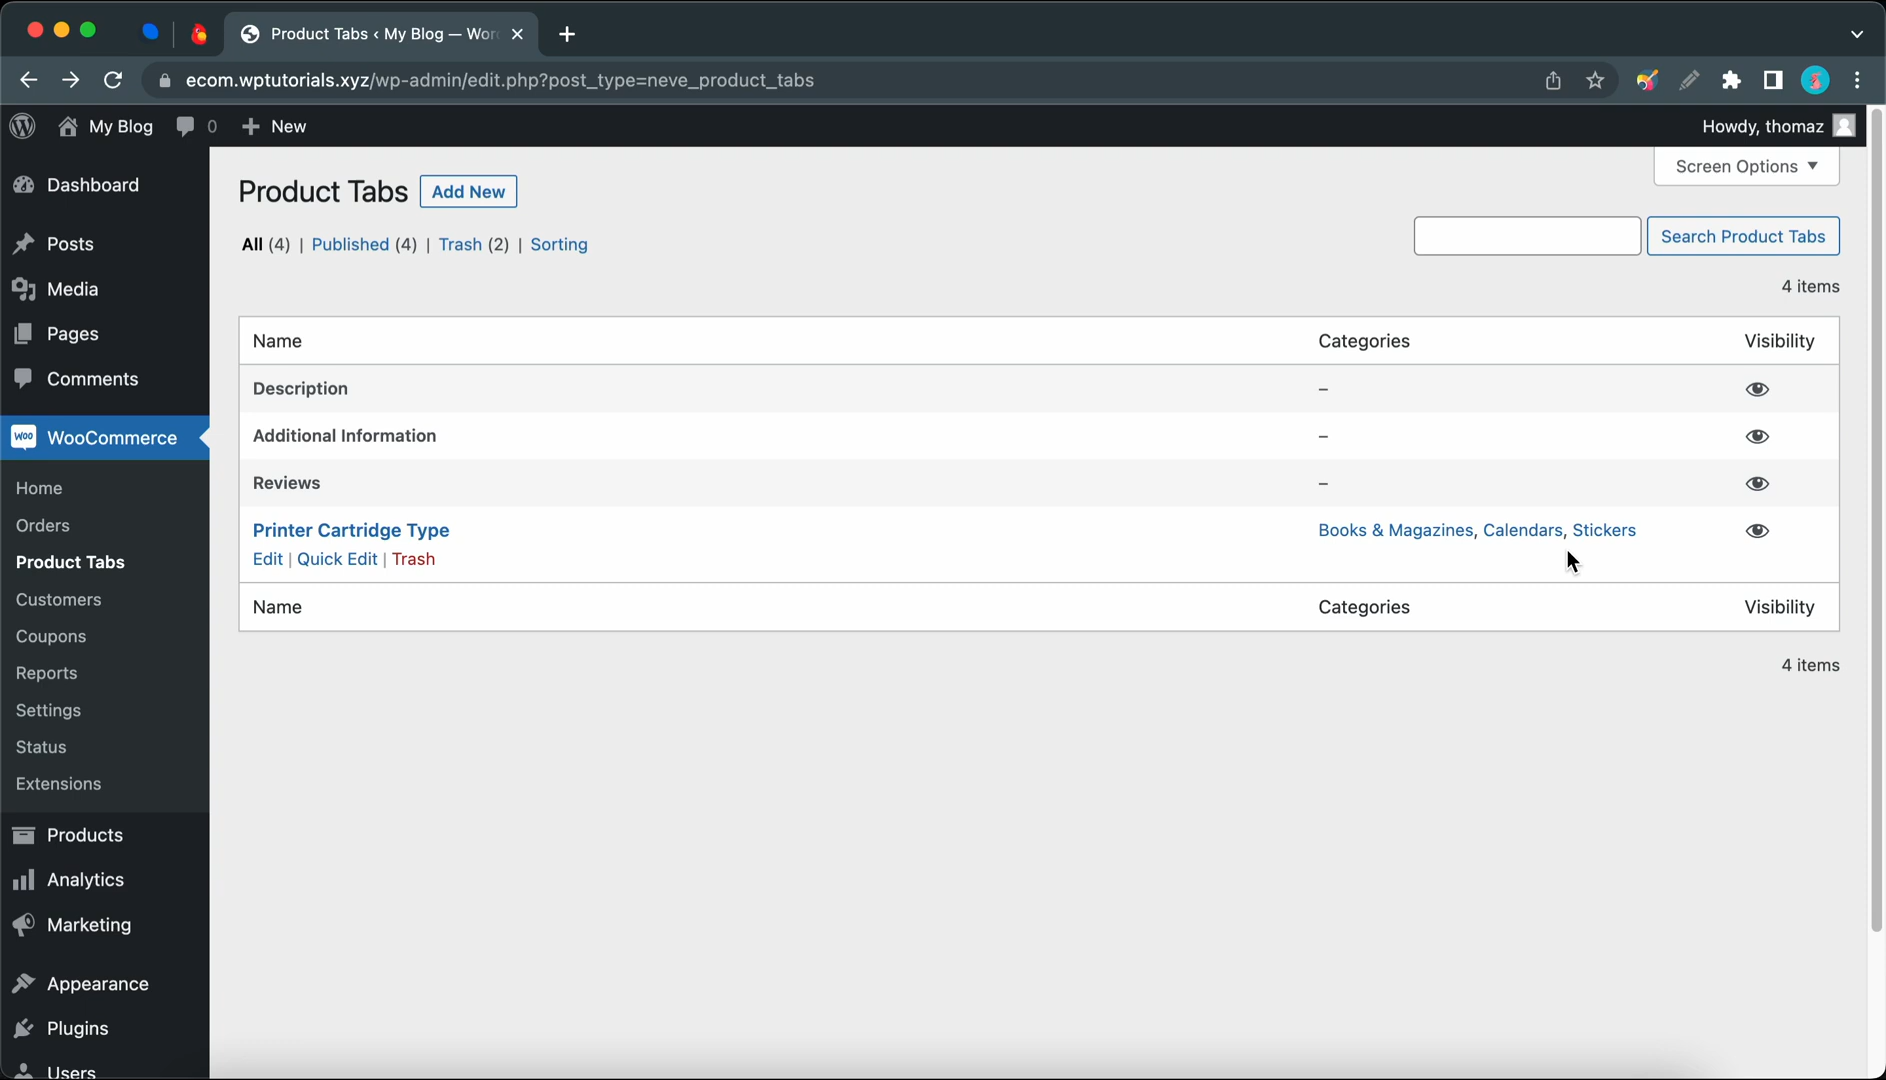 Product Tabs ‹ My Blog — Wor
ecom.wptutorials.xyz/wp-admin/edit.php?post_type=neve_product_tabs
My Blog 0 New Howdy, thomaz
Screen Options ▼
Product Tabs Add New
All (4) | Published (4) | Trash (2) | Sorting
Search Product Tabs
4 items
Name Categories Visibility
Description –
Additional Information –
Reviews –
Printer Cartridge Type Books & Magazines, Calendars, Stickers
Edit | Quick Edit | Trash
Name Categories Visibility
4 items
Dashboard
Posts
Media
Pages
Comments
Woo WooCommerce
Home
Orders
Product Tabs
Customers
Coupons
Reports
Settings
Status
Extensions
Products
Analytics
Marketing
Appearance
Plugins
Users